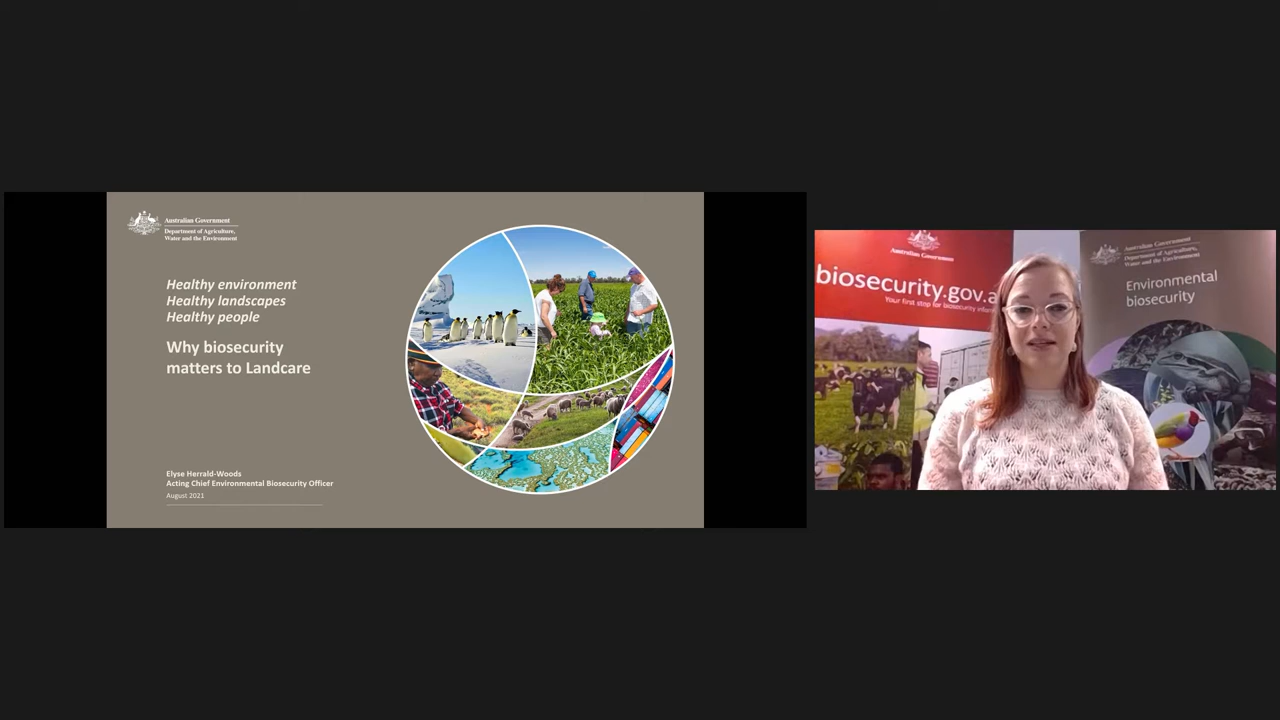 Australian Government
Department of Agriculture,
Water and the Environment
Healthy environment
Healthy landscapes
Healthy people
Why biosecurity
matters to Landcare
Elyse Herrald-Woods
Acting Chief Environmental Biosecurity Officer
August 2021
Australian Government
biosecurity.gov.a
Your first stop for biosecurity inform
Australian Government
Department of Agriculture,
Water and the Environment
Environmental
biosecurity